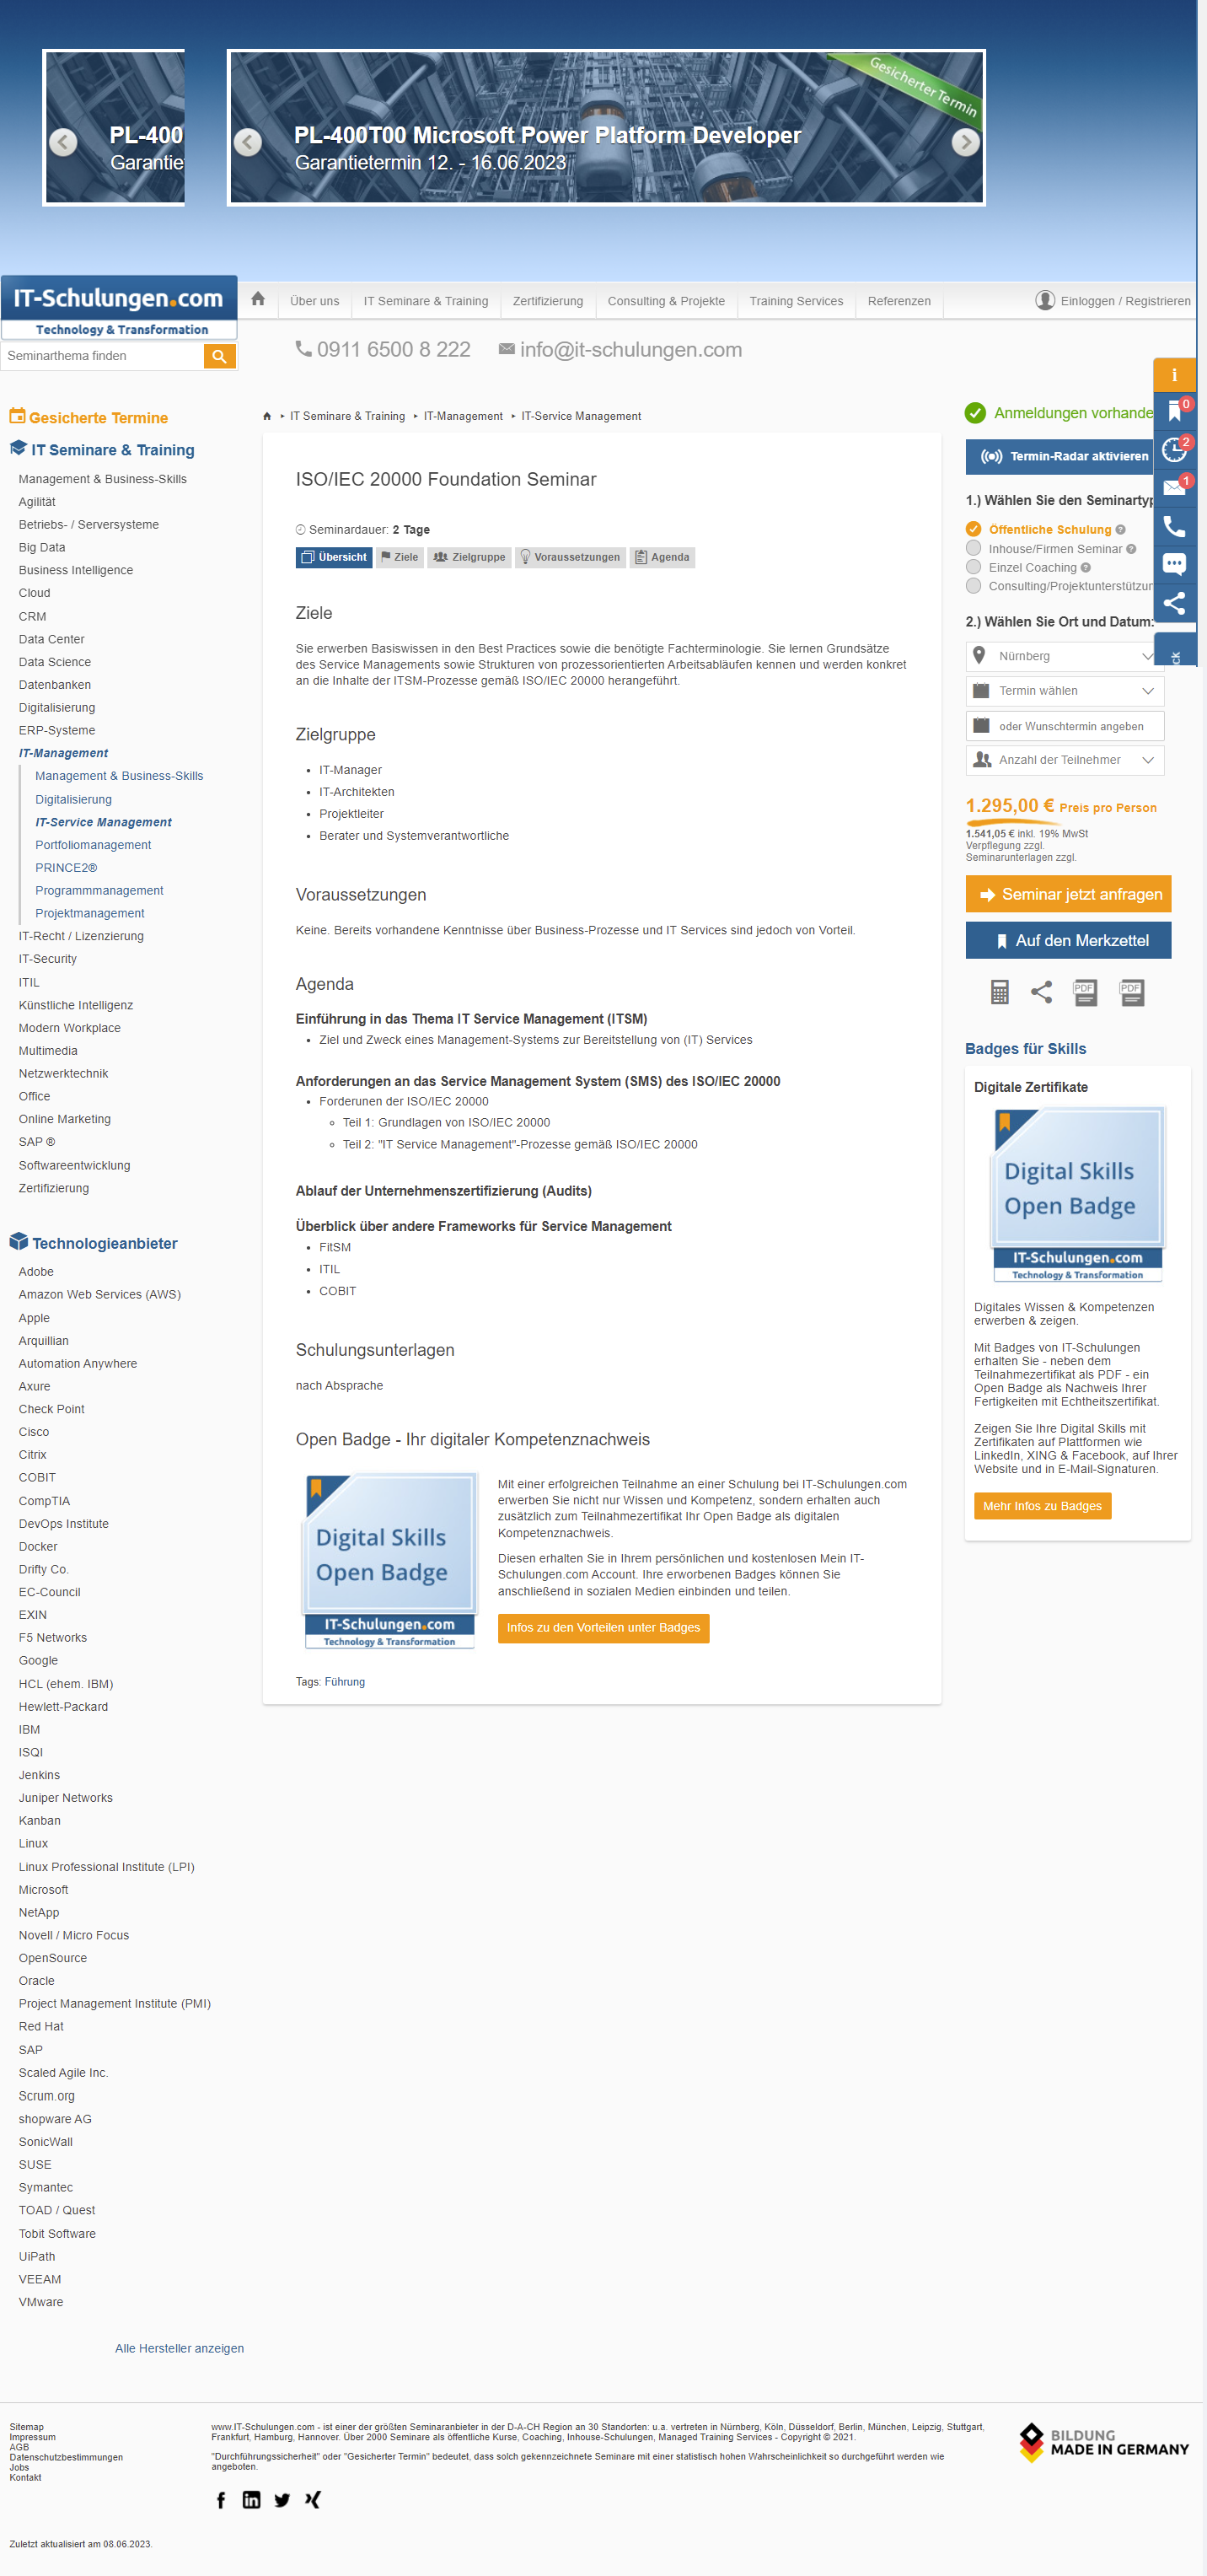 PL-400
Garantie
PL-400T00 Microsoft Power Platform Developer
Garantietermin 12. - 16.06.2023
Gesicherter Termin
IT-Schulungen.com
Technology & Transformation
Über uns
IT Seminare & Training
Zertifizierung
Consulting & Projekte
Training Services
Referenzen
Einloggen / Registrieren
Seminarthema finden
0911 6500 8 222
info@it-schulungen.com
Gesicherte Termine
IT Seminare & Training
Management & Business-Skills
Agilität
Betriebs- / Serversysteme
Big Data
Business Intelligence
Cloud
CRM
Data Center
Data Science
Datenbanken
Digitalisierung
ERP-Systeme
IT-Management
Management & Business-Skills
Digitalisierung
IT-Service Management
Portfoliomanagement
PRINCE2®
Programmmanagement
Projektmanagement
IT-Recht / Lizenzierung
IT-Security
ITIL
Künstliche Intelligenz
Modern Workplace
Multimedia
Netzwerktechnik
Office
Online Marketing
SAP ®
Softwareentwicklung
Zertifizierung
Technologieanbieter
Adobe
Amazon Web Services (AWS)
Apple
Arquillian
Automation Anywhere
Axure
Check Point
Cisco
Citrix
COBIT
CompTIA
DevOps Institute
Docker
Drifty Co.
EC-Council
EXIN
F5 Networks
Google
HCL (ehem. IBM)
Hewlett-Packard
IBM
ISQI
Jenkins
Juniper Networks
Kanban
Linux
Linux Professional Institute (LPI)
Microsoft
NetApp
Novell / Micro Focus
OpenSource
Oracle
Project Management Institute (PMI)
Red Hat
SAP
Scaled Agile Inc.
Scrum.org
shopware AG
SonicWall
SUSE
Symantec
TOAD / Quest
Tobit Software
UiPath
VEEAM
VMware
Alle Hersteller anzeigen
IT Seminare & Training
IT-Management
IT-Service Management
ISO/IEC 20000 Foundation Seminar
Seminardauer: 2 Tage
Übersicht
Ziele
Zielgruppe
Voraussetzungen
Agenda
Ziele
Sie erwerben Basiswissen in den Best Practices sowie die benötigte Fachterminologie. Sie lernen Grundsätze
des Service Managements sowie Strukturen von prozessorientierten Arbeitsabläufen kennen und werden konkret
an die Inhalte der ITSM-Prozesse gemäß ISO/IEC 20000 herangeführt.
Zielgruppe
IT-Manager
IT-Architekten
Projektleiter
Berater und Systemverantwortliche
Voraussetzungen
Keine. Bereits vorhandene Kenntnisse über Business-Prozesse und IT Services sind jedoch von Vorteil.
Agenda
Einführung in das Thema IT Service Management (ITSM)
Ziel und Zweck eines Management-Systems zur Bereitstellung von (IT) Services
Anforderungen an das Service Management System (SMS) des ISO/IEC 20000
Forderunen der ISO/IEC 20000
Teil 1: Grundlagen von ISO/IEC 20000
Teil 2: "IT Service Management"-Prozesse gemäß ISO/IEC 20000
Ablauf der Unternehmenszertifizierung (Audits)
Überblick über andere Frameworks für Service Management
FitSM
ITIL
COBIT
Schulungsunterlagen
nach Absprache
Open Badge - Ihr digitaler Kompetenznachweis
Digital Skills
Open Badge
IT-Schulungen.com
Technology & Transformation
Mit einer erfolgreichen Teilnahme an einer Schulung bei IT-Schulungen.com
erwerben Sie nicht nur Wissen und Kompetenz, sondern erhalten auch
zusätzlich zum Teilnahmezertifikat Ihr Open Badge als digitalen
Kompetenznachweis.
Diesen erhalten Sie in Ihrem persönlichen und kostenlosen Mein IT-
Schulungen.com Account. Ihre erworbenen Badges können Sie
anschließend in sozialen Medien einbinden und teilen.
Infos zu den Vorteilen unter Badges
Tags: Führung
Anmeldungen vorhande
Termin-Radar aktivieren
1.) Wählen Sie den Seminartyp
Öffentliche Schulung
Inhouse/Firmen Seminar
Einzel Coaching
Consulting/Projektunterstützun
2.) Wählen Sie Ort und Datum:
Nürnberg
Termin wählen
oder Wunschtermin angeben
Anzahl der Teilnehmer
1.295,00 € Preis pro Person
1.541,05 € inkl. 19% MwSt
Verpflegung zzgl.
Seminarunterlagen zzgl.
Seminar jetzt anfragen
Auf den Merkzettel
PDF
PDF
i
0
2
1
ck
Badges für Skills
Digitale Zertifikate
Digital Skills
Open Badge
IT-Schulungen.com
Technology & Transformation
Digitales Wissen & Kompetenzen
erwerben & zeigen.
Mit Badges von IT-Schulungen
erhalten Sie - neben dem
Teilnahmezertifikat als PDF - ein
Open Badge als Nachweis Ihrer
Fertigkeiten mit Echtheitszertifikat.
Zeigen Sie Ihre Digital Skills mit
Zertifikaten auf Plattformen wie
LinkedIn, XING & Facebook, auf Ihrer
Website und in E-Mail-Signaturen.
Mehr Infos zu Badges
Sitemap
Impressum
AGB
Datenschutzbestimmungen
Jobs
Kontakt
www.IT-Schulungen.com - ist einer der größten Seminaranbieter in der D-A-CH Region an 30 Standorten: u.a. vertreten in Nürnberg, Köln, Düsseldorf, Berlin, München, Leipzig, Stuttgart,
Frankfurt, Hamburg, Hannover. Über 2000 Seminare als öffentliche Kurse, Coaching, Inhouse-Schulungen, Managed Training Services - Copyright © 2021.
"Durchführungssicherheit" oder "Gesicherter Termin" bedeutet, dass solch gekennzeichnete Seminare mit einer statistisch hohen Wahrscheinlichkeit so durchgeführt werden wie
angeboten.
BILDUNG
MADE IN GERMANY
Zuletzt aktualisiert am 08.06.2023.